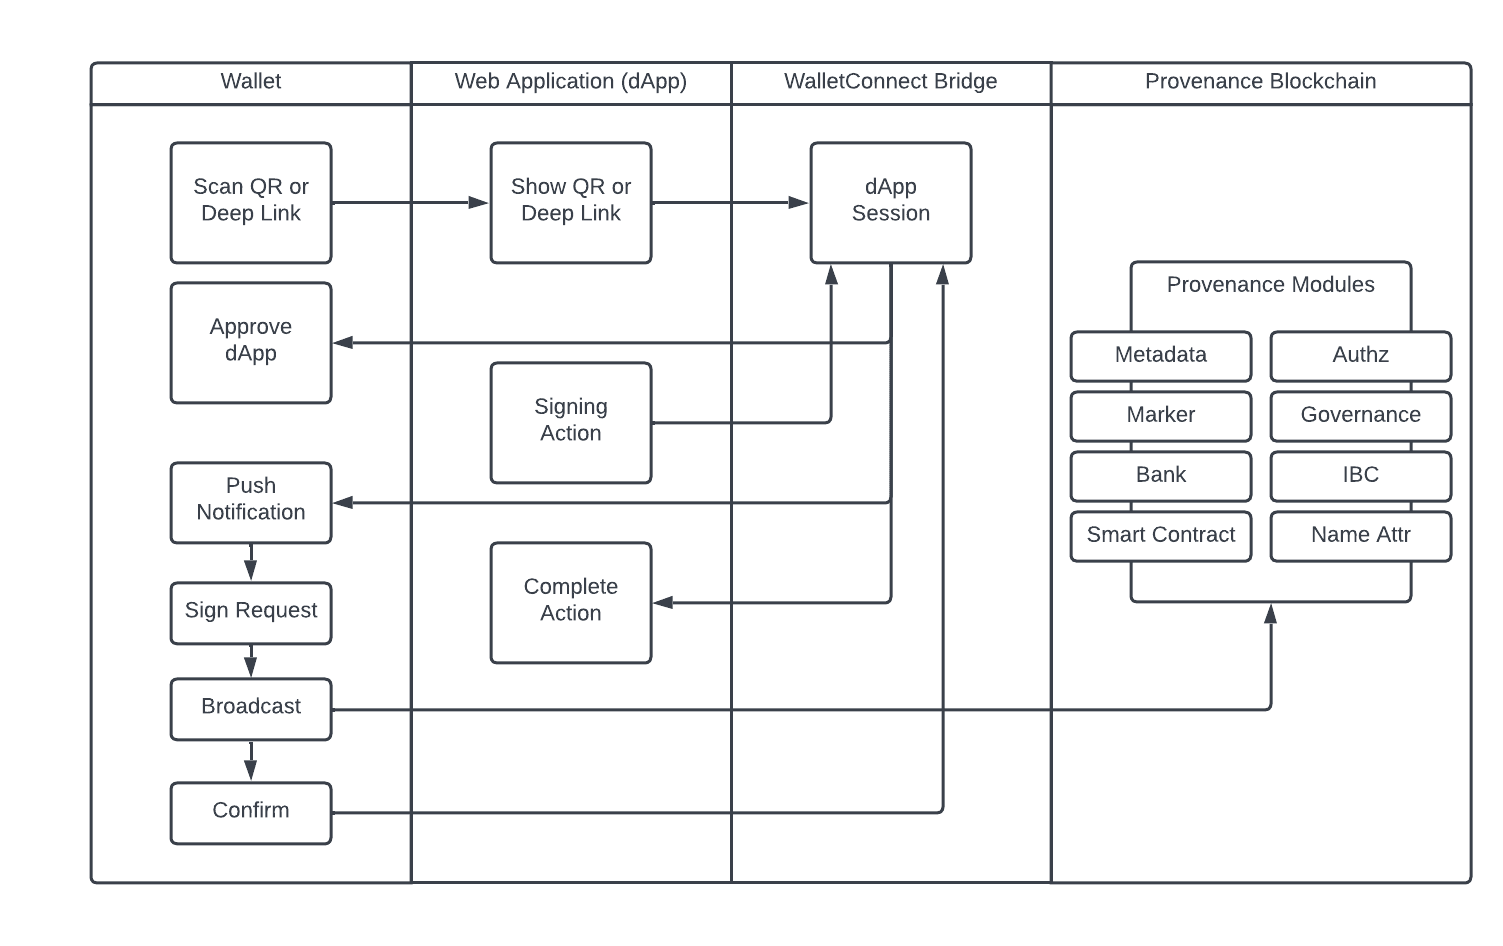 Wallet
Web Application (dApp)
WalletConnect Bridge
Provenance Blockchain
Scan QR or
Deep Link
Show QR or
Deep Link
dApp
Session
Approve
dApp
Signing
Action
Push
Notification
Complete
Action
Sign Request
Broadcast
Confirm
Provenance Modules
Metadata
Authz
Marker
Governance
Bank
IBC
Smart Contract
Name Attr